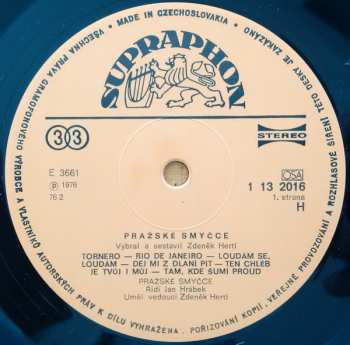 MADE IN CZECHOSLOVAKIA • VŠECHNA PRÁVA GRAMOFONOVÉHO VÝROBCE A VLASTNÍKŮ AUTORSKÝCH PRÁV K DÍLU VYHRAZENA. POŘIZOVÁNÍ KOPIÍ, VEŘEJNÉ PROVOZOVÁNÍ A ROZHLASOVÉ ŠÍŘENÍ TÉTO DESKY JE ZAKÁZÁNO
SUPRAPHON
33
STEREO
E 3661
℗ 1976
76.2
OSA
1 13 2016
1. strana
H
PRAŽSKÉ SMYČCE
Vybral a sestavil Zdeněk Hertl
TORNERO — RIO DE JANEIRO — LOUDAM SE,
LOUDAM — DEJ MI Z DLANÍ PÍT — TEN CHLÉB
JE TVŮJ I MŮJ — TAM, KDE ŠUMÍ PROUD
PRAŽSKÉ SMYČCE
Řídí Jan Hrábek
Uměl. vedoucí Zdeněk Hertl